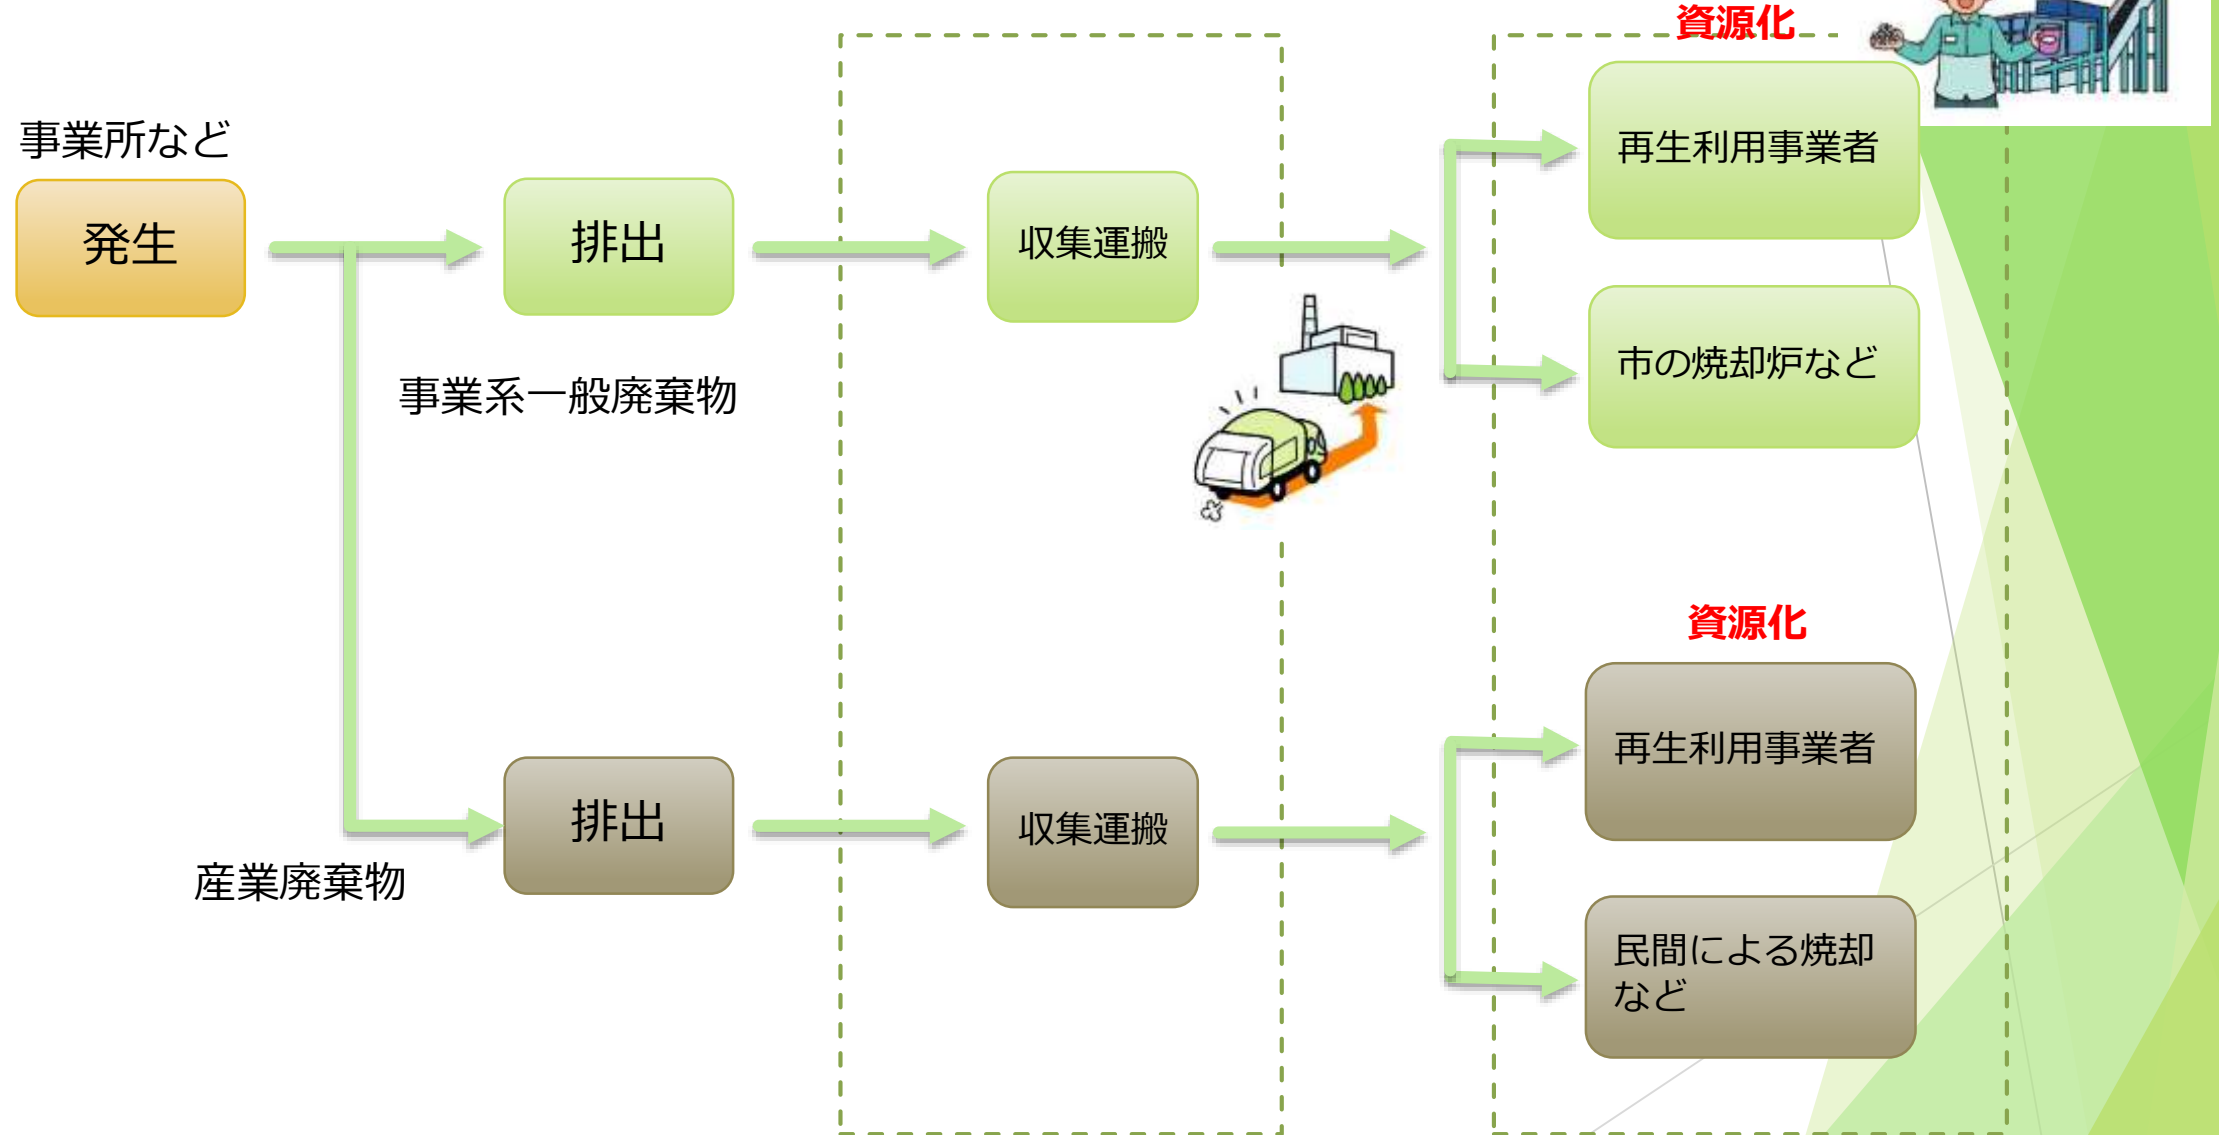 資源化
事業所など
発生
排出
収集運搬
再生利用事業者
市の焼却炉など
事業系一般廃棄物
資源化
排出
収集運搬
再生利用事業者
産業廃棄物
民間による焼却
など